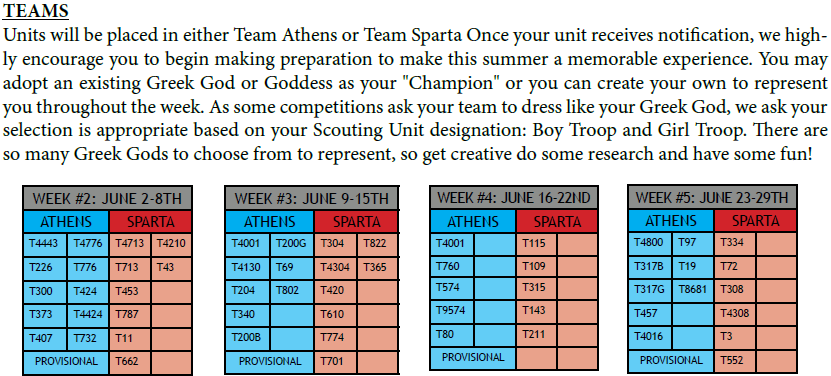 TEAMS
Units will be placed in either Team Athens or Team Sparta Once your unit receives notification, we high-
ly encourage you to begin making preparation to make this summer a memorable experience. You may
adopt an existing Greek God or Goddess as your "Champion" or you can create your own to represent
you throughout the week. As some competitions ask your team to dress like your Greek God, we ask your
selection is appropriate based on your Scouting Unit designation: Boy Troop and Girl Troop. There are
so many Greek Gods to choose from to represent, so get creative do some research and have some fun!
WEEK #2: JUNE 2-8TH
ATHENS SPARTA
T4443 T4776 T4713 T4210
T226 T776 T713 T43
T300 T424 T453
T373 T4424 T787
T407 T732 T11
PROVISIONAL T662
WEEK #3: JUNE 9-15TH
ATHENS SPARTA
T4001 T200G T304 T822
T4130 T69 T4304 T365
T204 T802 T420
T340 T610
T200B T774
PROVISIONAL T701
WEEK #4: JUNE 16-22ND
ATHENS SPARTA
T4001 T115
T760 T109
T574 T315
T9574 T143
T80 T211
PROVISIONAL
WEEK #5: JUNE 23-29TH
ATHENS SPARTA
T4800 T97 T334
T317B T19 T72
T317G T8681 T308
T457 T4308
T4016 T3
PROVISIONAL T552